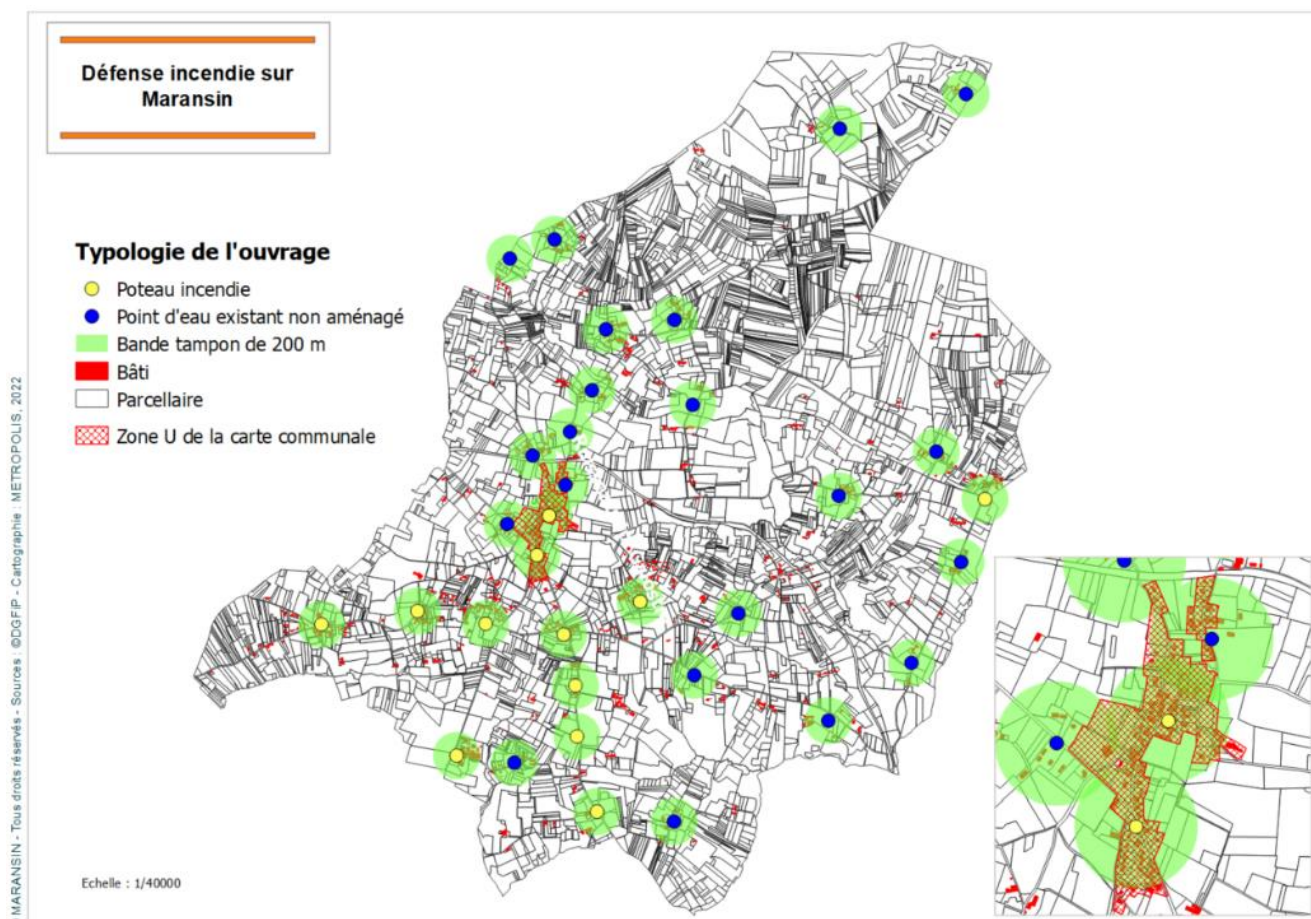 Défense incendie sur
Maransin
Typologie de l'ouvrage
Poteau incendie
Point d'eau existant non aménagé
Bande tampon de 200 m
Bâti
Parcellaire
Zone U de la carte communale
Echelle : 1/40000
MARANSIN - Tous droits réservés - Sources : ©DGFIP - Cartographie : METROPOLIS, 2022